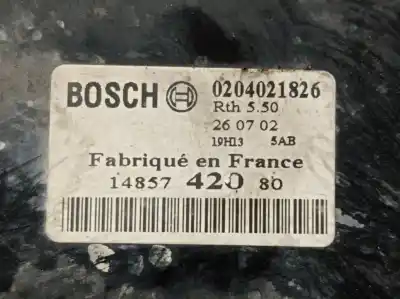 BOSCH 0204021826
Rth 5.50
26 07 02
19H13 5AB
Fabriqué en France
14857 420 80